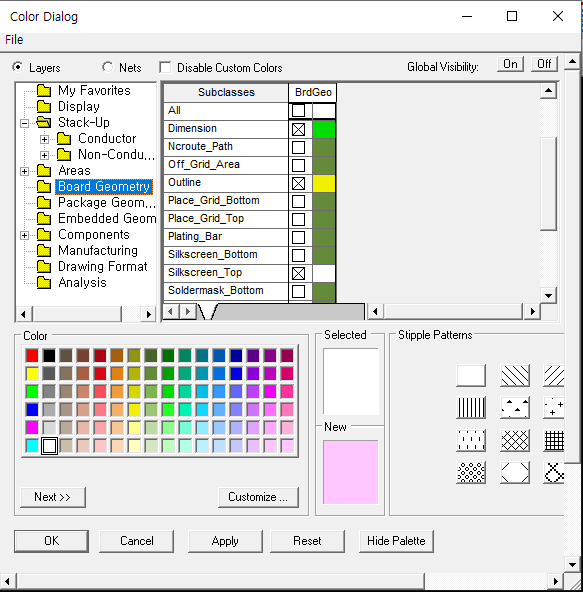 Color Dialog
File
Layers Nets Disable Custom Colors Global Visibility: On Off
My Favorites
Display
Stack-Up
Conductor
Non-Condu...
Areas
Board Geometry
Package Geom...
Embedded Geom
Components
Manufacturing
Drawing Format
Analysis
Subclasses BrdGeo
All
Dimension
Ncroute_Path
Off_Grid_Area
Outline
Place_Grid_Bottom
Place_Grid_Top
Plating_Bar
Silkscreen_Bottom
Silkscreen_Top
Soldermask_Bottom
Color
Selected
Stipple Patterns
New
Next >>
Customize ...
OK Cancel Apply Reset Hide Palette